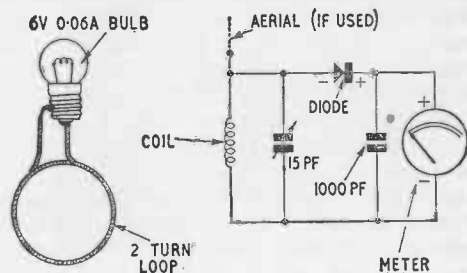 6V 0·06A BULB
2 TURN
LOOP
AERIAL (IF USED)
- +
DIODE
COIL
15 PF
1000 PF
+
-
METER